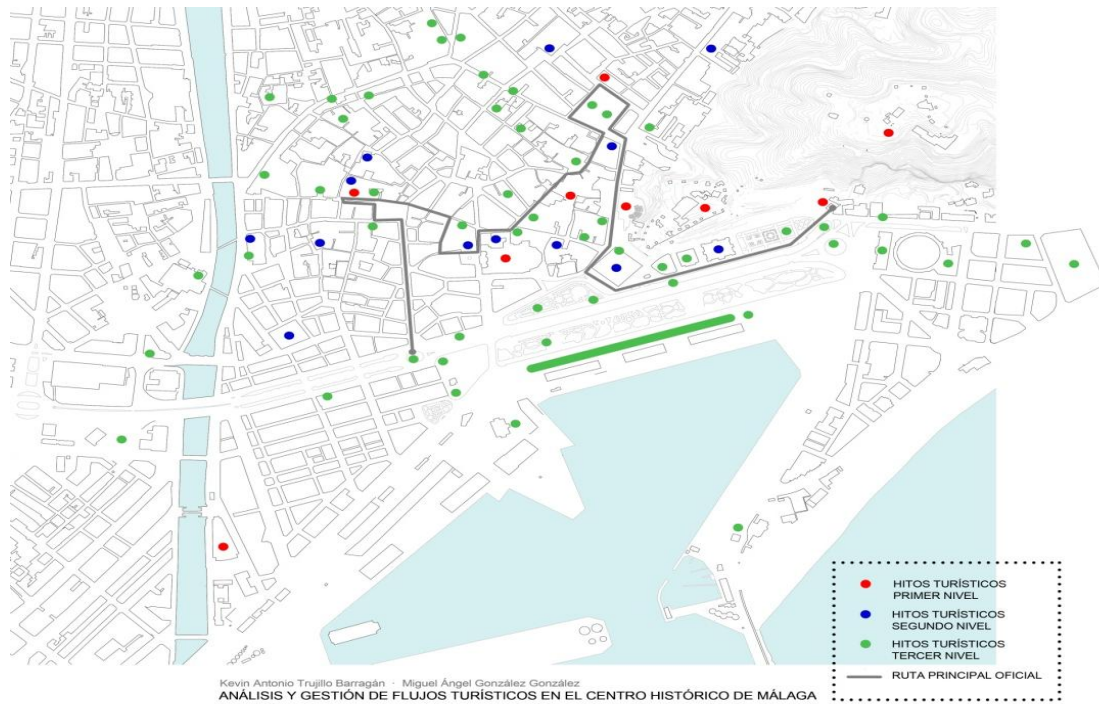 HITOS TURÍSTICOS
PRIMER NIVEL
HITOS TURÍSTICOS
SEGUNDO NIVEL
HITOS TURÍSTICOS
TERCER NIVEL
RUTA PRINCIPAL OFICIAL
Kevin Antonio Trujillo Barragán · Miguel Ángel González González
ANÁLISIS Y GESTIÓN DE FLUJOS TURÍSTICOS EN EL CENTRO HISTÓRICO DE MÁLAGA